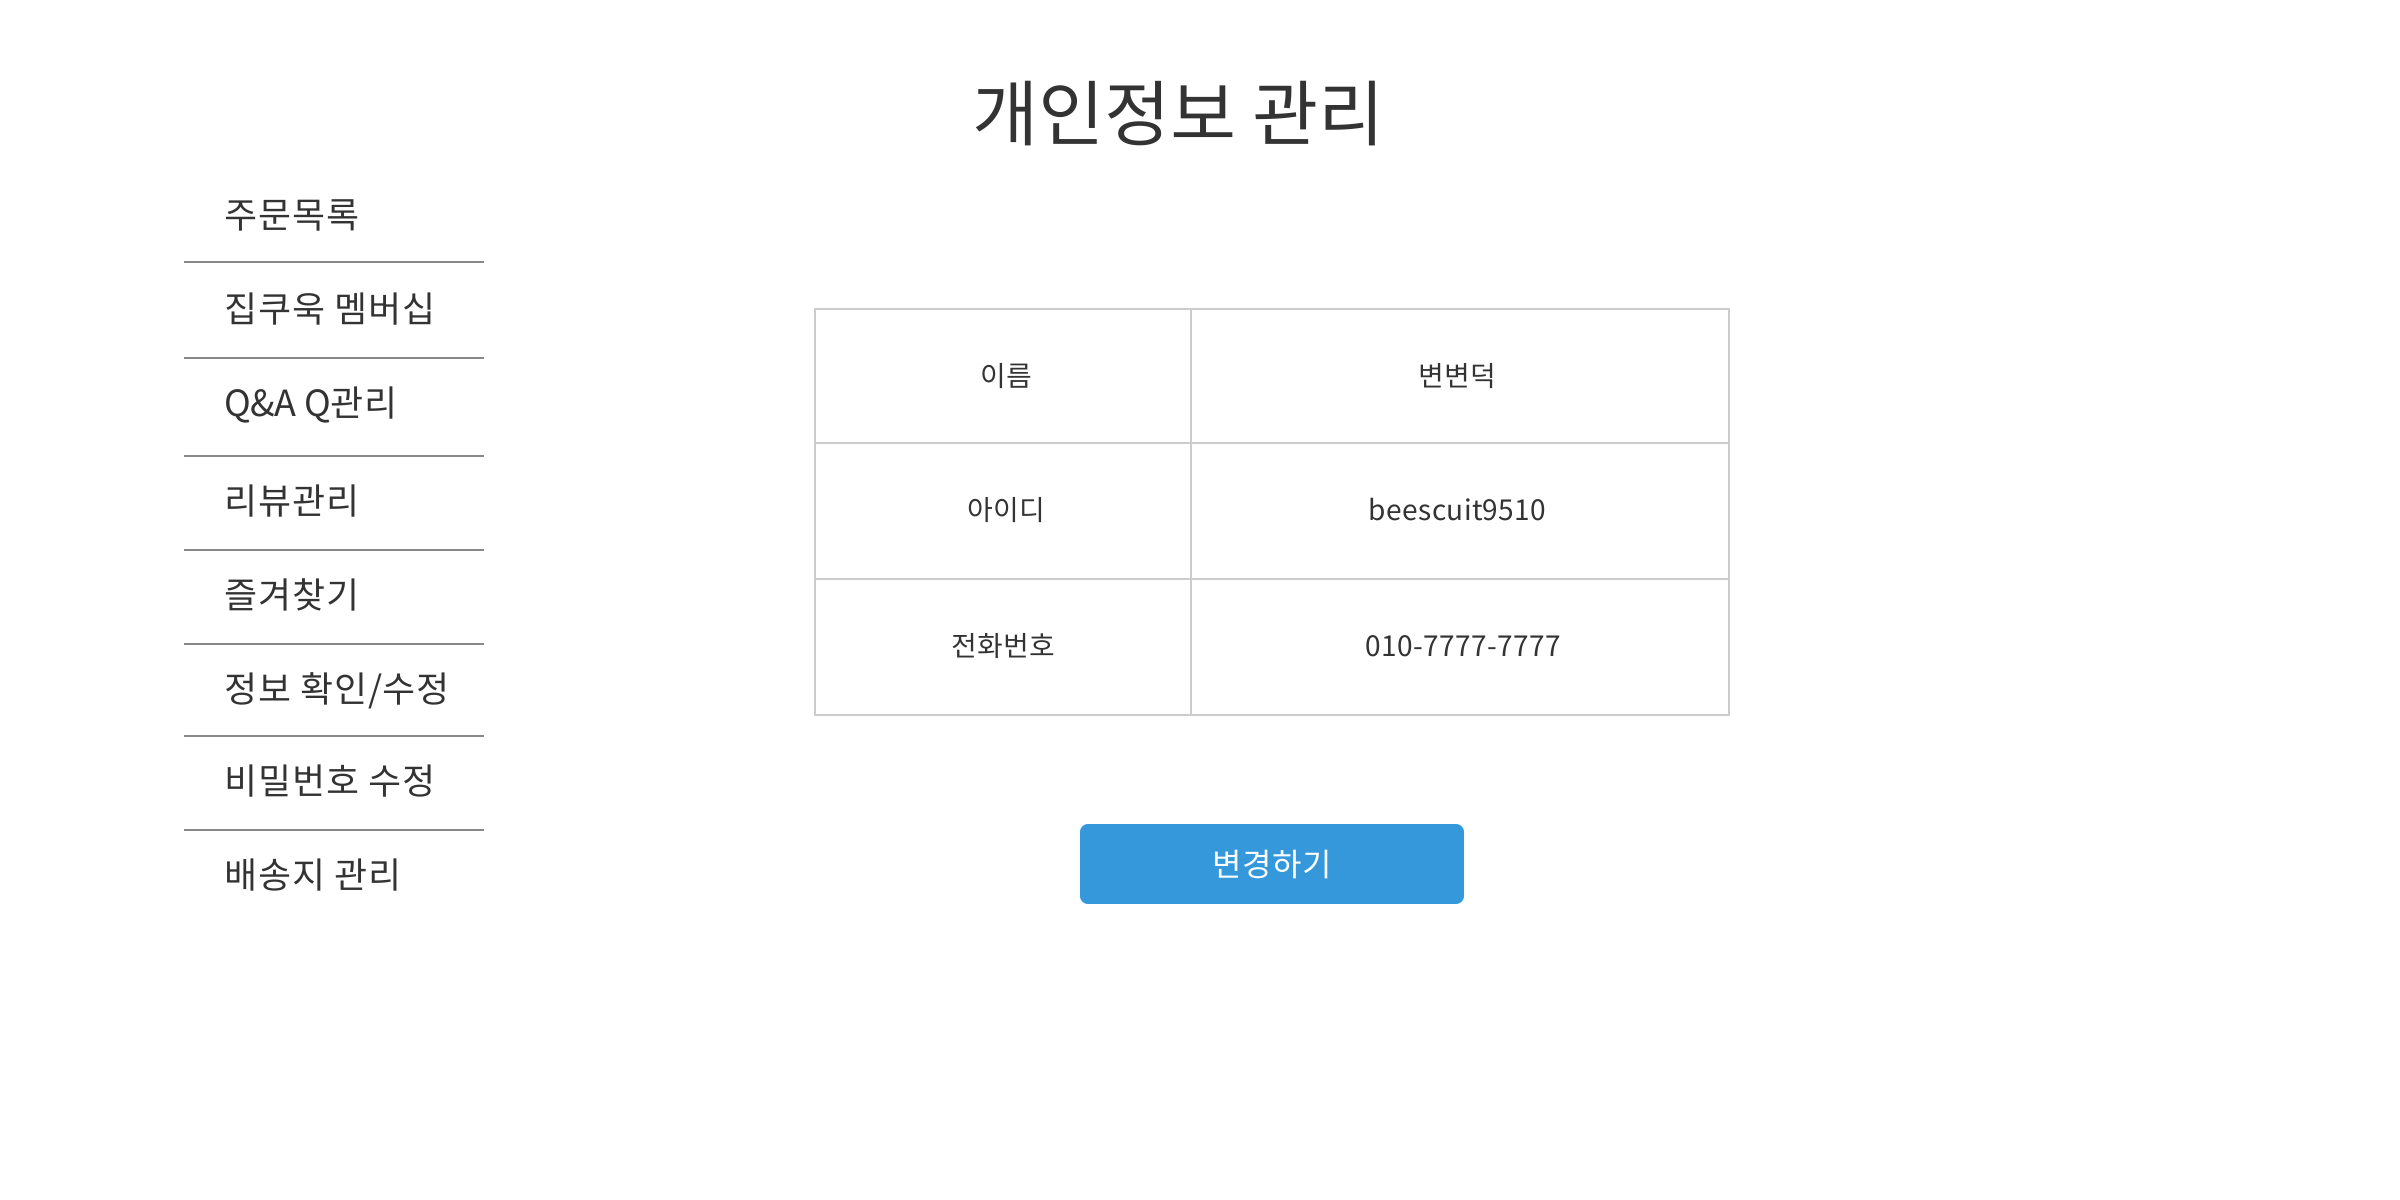 개인정보 관리
주문목록
집쿠욱 멤버십
Q&A Q관리
리뷰관리
즐겨찾기
정보 확인/수정
비밀번호 수정
배송지 관리
이름 변변덕
아이디 beescuit9510
전화번호 010-7777-7777
변경하기